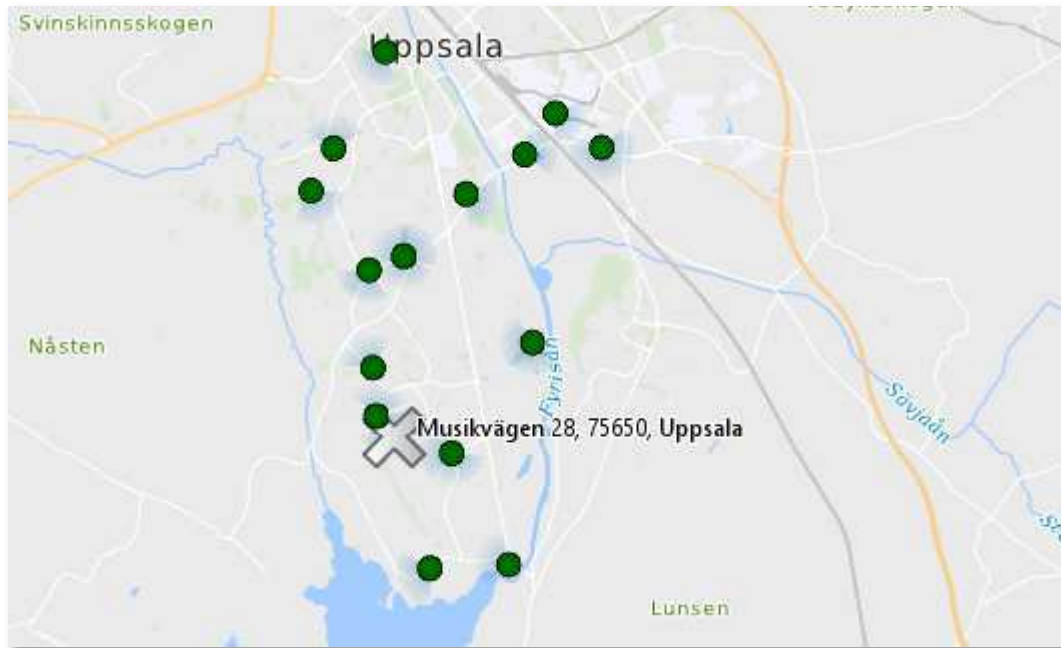 Svinskinnsskogen
Uppsala
Nåsten
Fyrisån
Sävjaån
Musikvägen 28, 75650, Uppsala
Lunsen